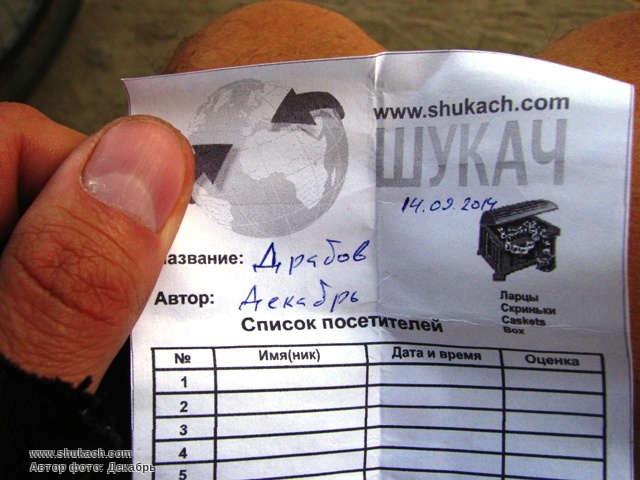 www.shukach.com
ШУКАЧ
14.09.2014
азвание: Драбов
Автор: Декабрь
Ларцы
Скриньки
Caskets
Box
Список посетителей
№ Имя(ник) Дата и время Оценка
1
2
3
4
5
www.shukach.com
Автор фото: Декабрь